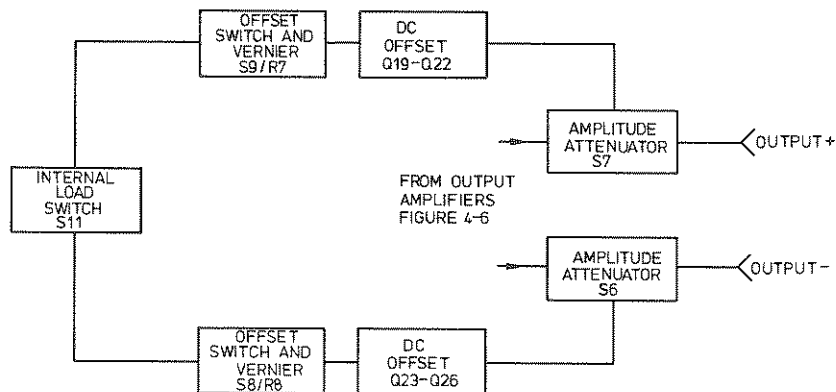 OFFSET
SWITCH AND
VERNIER
S9/R7
DC
OFFSET
Q19-Q22
AMPLITUDE
ATTENUATOR
S7
OUTPUT+
INTERNAL
LOAD
SWITCH
S11
FROM OUTPUT
AMPLIFIERS
FIGURE 4-6
AMPLITUDE
ATTENUATOR
S6
OUTPUT-
OFFSET
SWITCH AND
VERNIER
S8/R8
DC
OFFSET
Q23-Q26